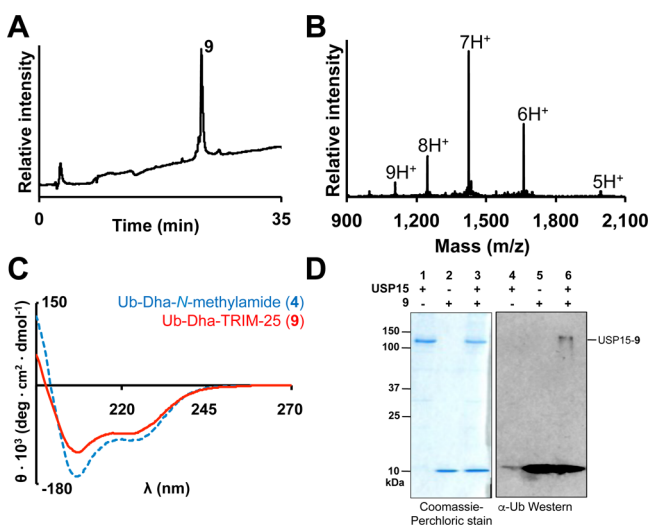 A
Relative intensity
9
0
35
Time (min)
B
Relative intensity
7H+
6H+
8H+
9H+
5H+
900
1,200
1,500
1,800
2,100
Mass (m/z)
C
150
Ub-Dha-N-methylamide (4)
Ub-Dha-TRIM-25 (9)
220
245
270
-180
λ (nm)
θ · 10³ (deg · cm² · dmol⁻¹)
D
1 2 3 4 5 6
USP15 + - + + - +
9 - + + - + +
150
100
37
25
10
kDa
USP15-9
Coomassie-
Perchloric stain
α-Ub Western